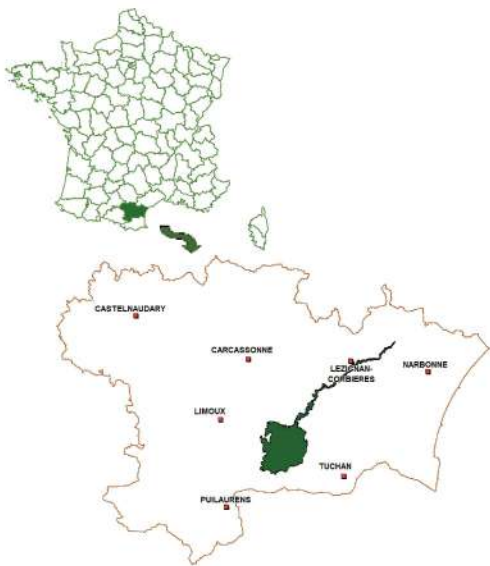 CASTELNAUDARY
CARCASSONNE
LEZIGNAN-
CORBIERES
NARBONNE
LIMOUX
TUCHAN
PUILAURENS